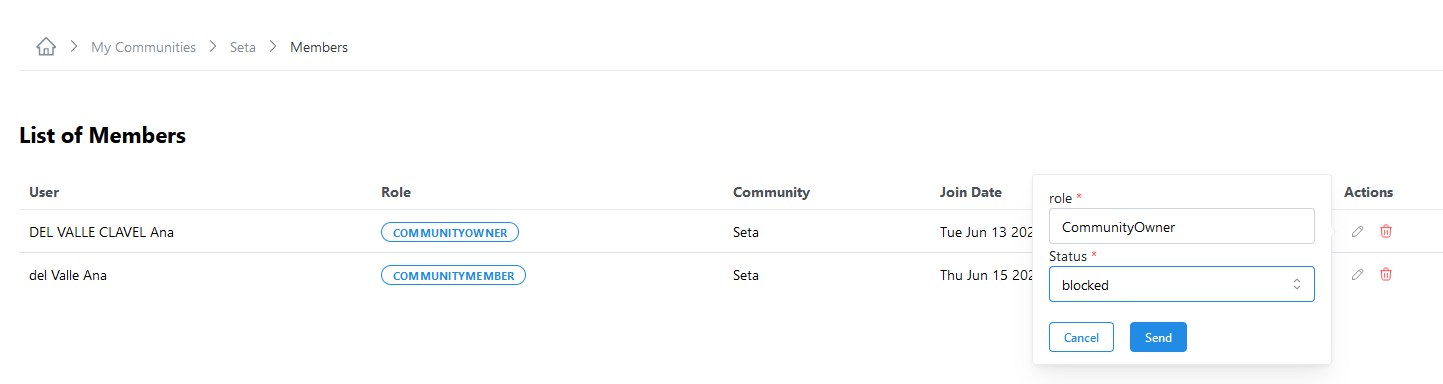 My Communities Seta Members
List of Members
User Role Community Join Date Actions
DEL VALLE CLAVEL Ana COMMUNITYOWNER Seta Tue Jun 13 202
del Valle Ana COMMUNITYMEMBER Seta Thu Jun 15 202
role *
CommunityOwner
Status *
blocked
Cancel Send